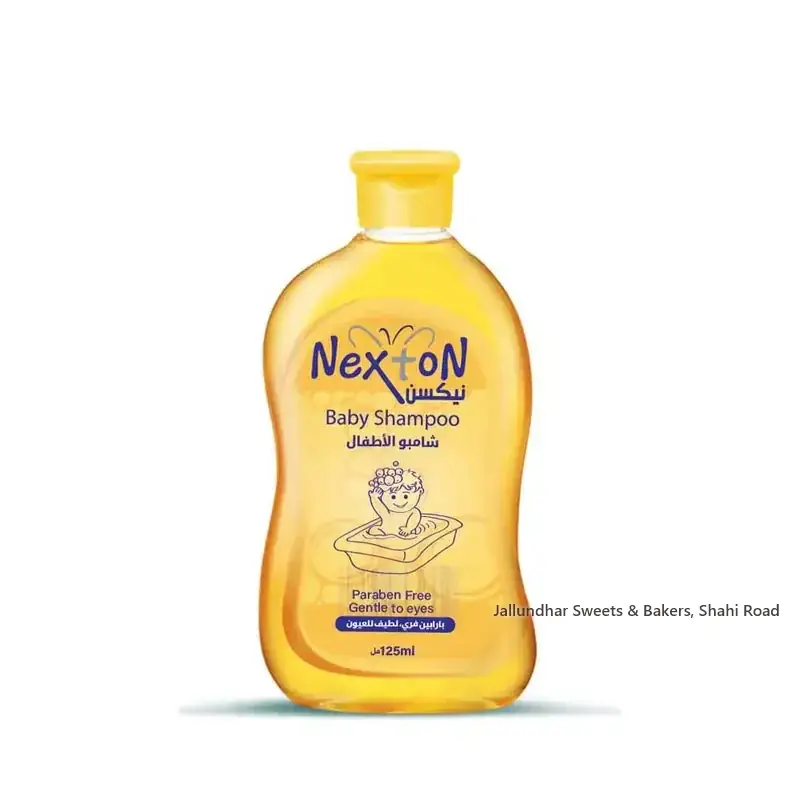 NextoN
نيكسن
Baby Shampoo
شامبو الأطفال
Paraben Free
Gentle to eyes
بارابين فري، لطيف للعيون
125ml مل
Jallundhar Sweets & Bakers, Shahi Road